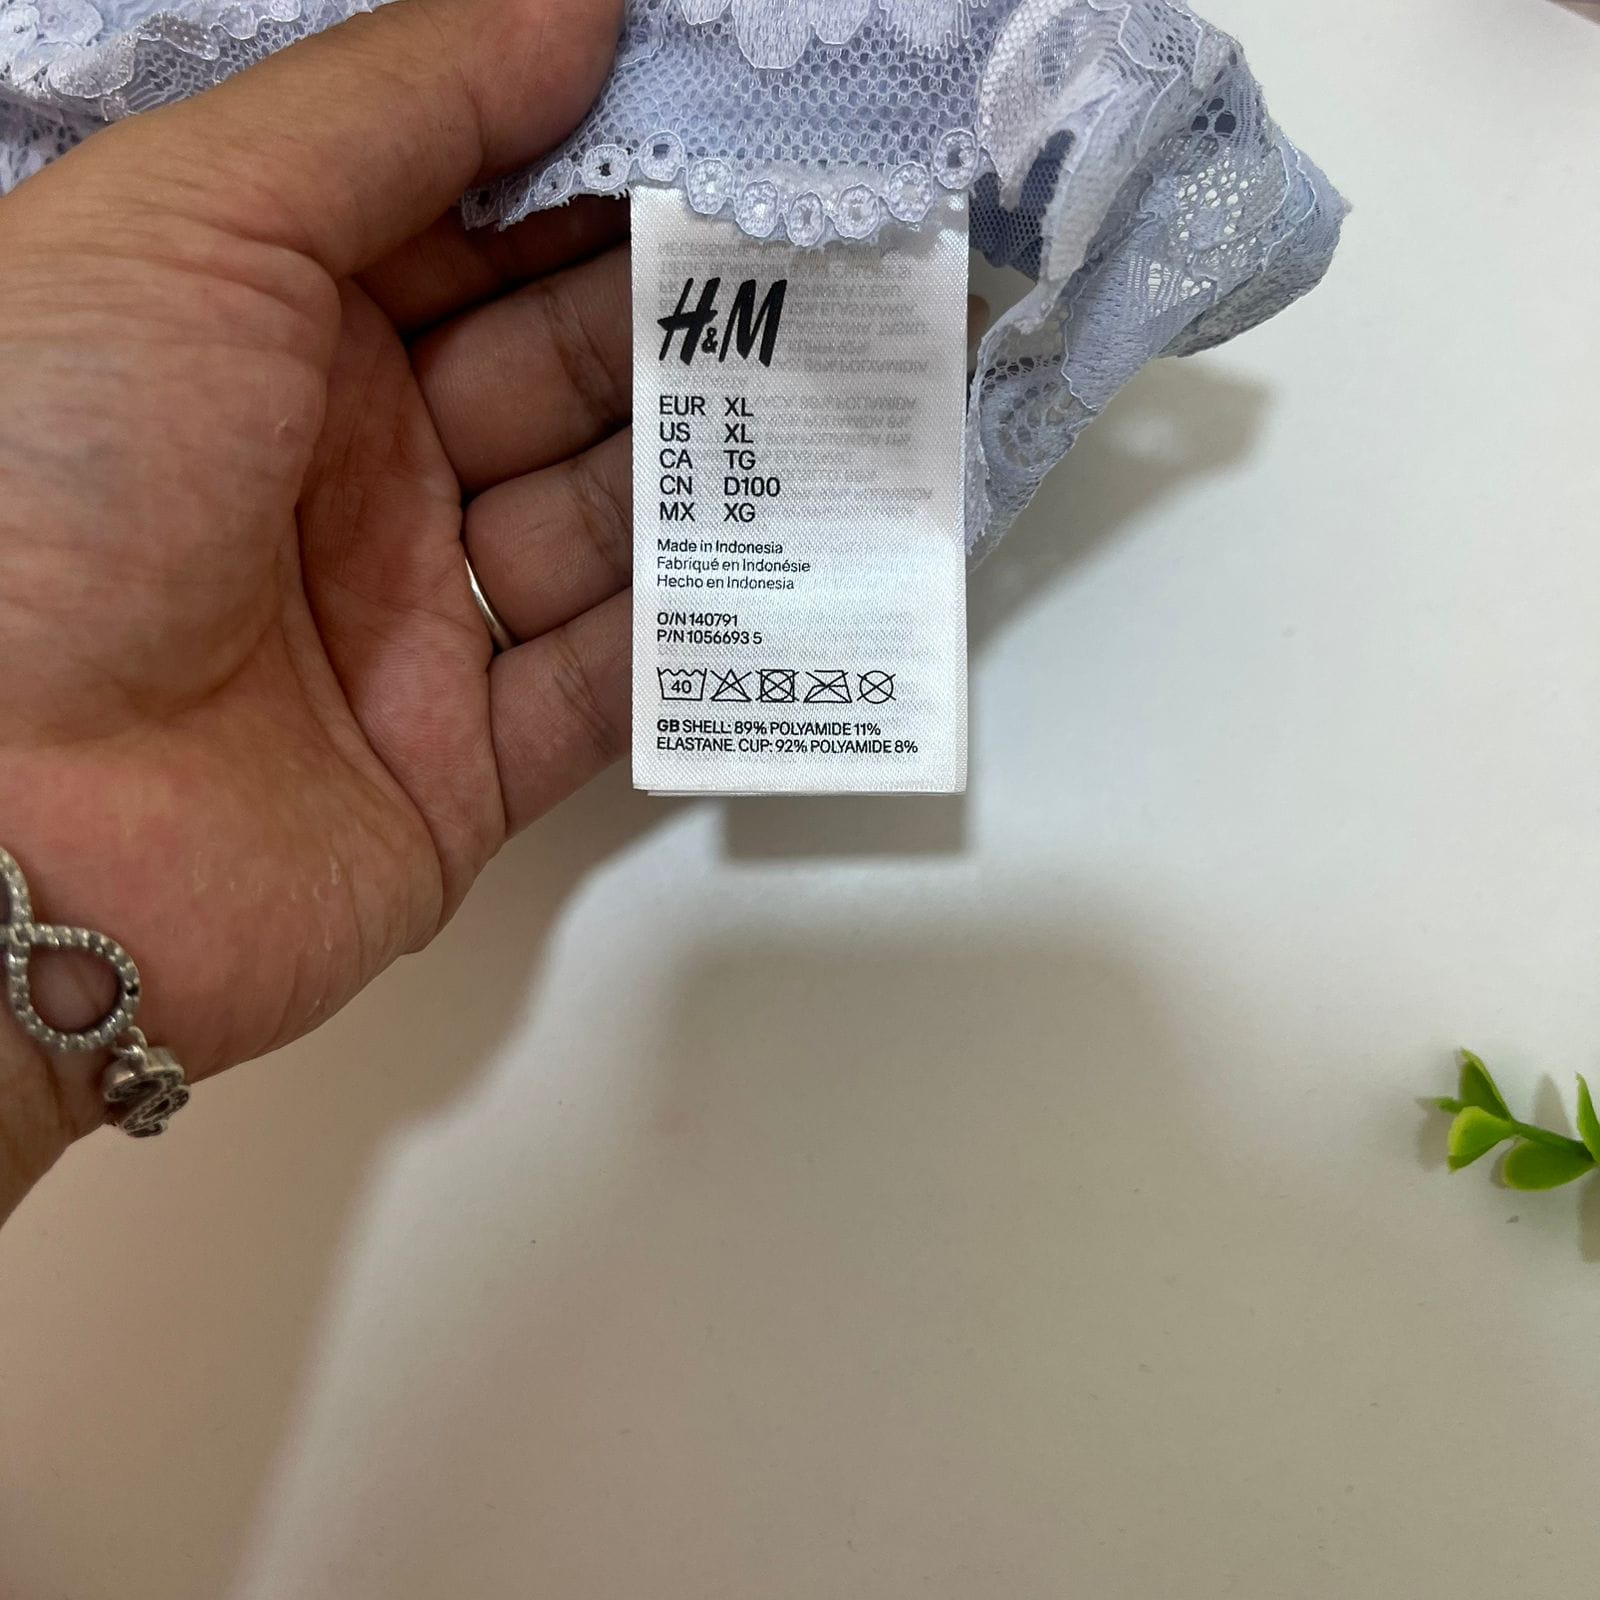 H&M
EUR XL
US XL
CA TG
CN D100
MX XG
Made in Indonesia
Fabriqué en Indonésie
Hecho en Indonesia
O/N 140791
P/N 1056693 5
40
GB SHELL: 89% POLYAMIDE 11%
ELASTANE. CUP: 92% POLYAMIDE 8%